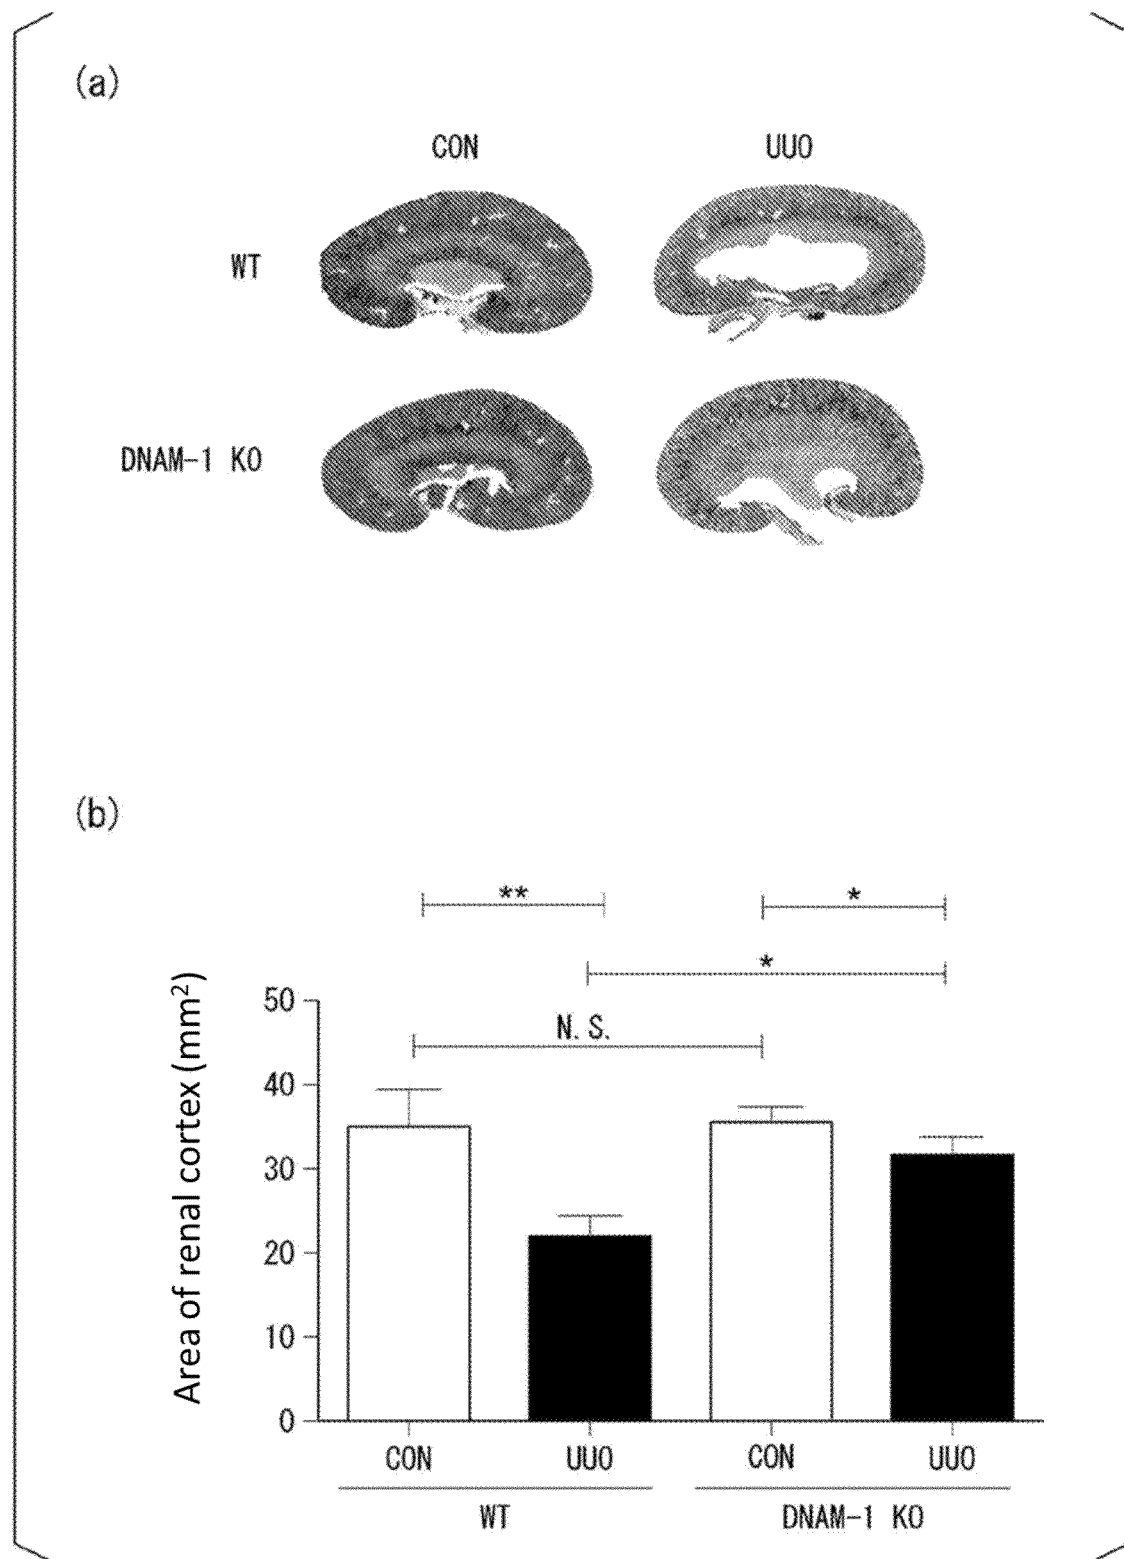 (a)
CON UUO
WT
DNAM-1 KO
(b)
** *
*
N.S.
Area of renal cortex (mm²)
50
40
30
20
10
0
CON UUO CON UUO
WT DNAM-1 KO